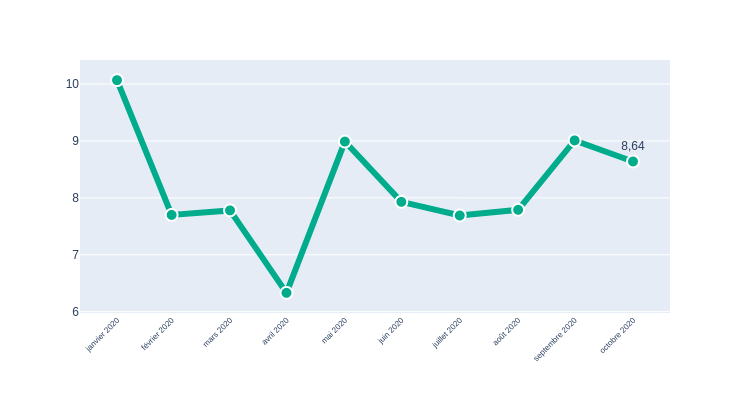 10
9
8
7
6
8,64
janvier 2020
février 2020
mars 2020
avril 2020
mai 2020
juin 2020
juillet 2020
août 2020
septembre 2020
octobre 2020